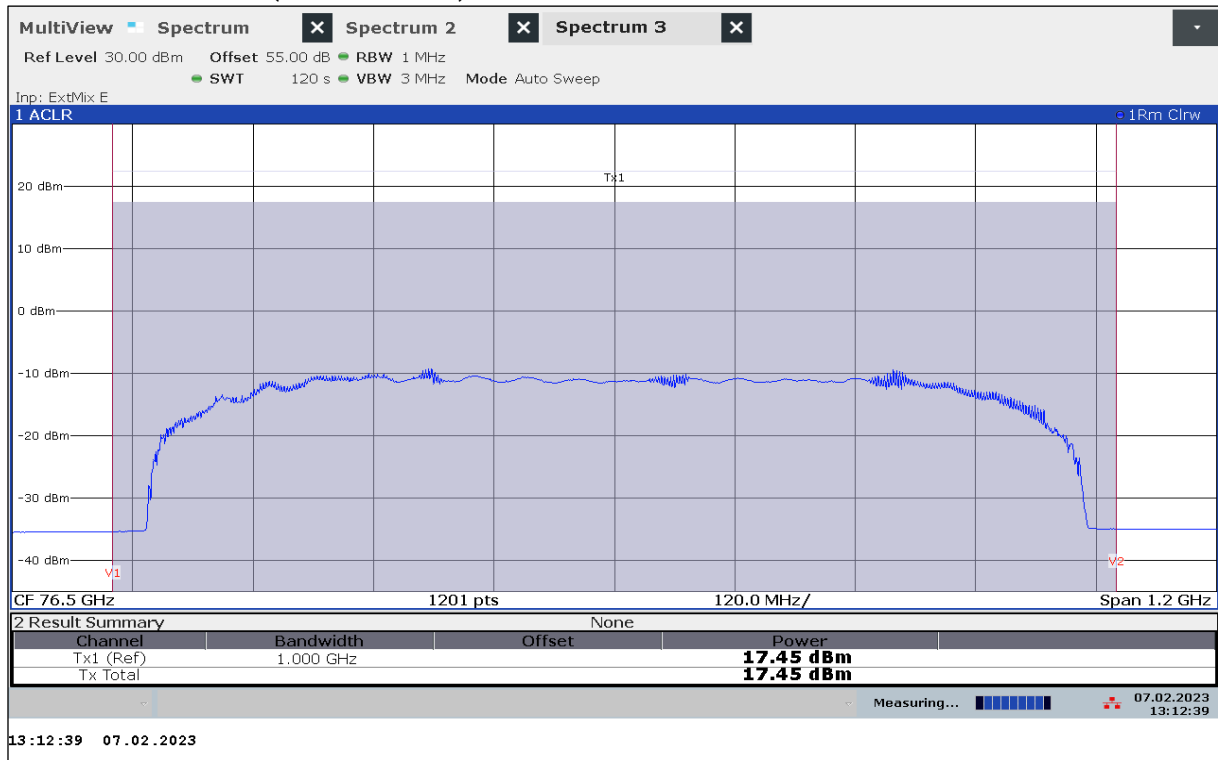 MultiView Spectrum X Spectrum 2 X Spectrum 3 X
Ref Level 30.00 dBm Offset 55.00 dB RBW 1 MHz
SWT 120 s VBW 3 MHz Mode Auto Sweep
Inp: ExtMix E
1 ACLR 1Rm Clrw
Tx1
20 dBm
10 dBm
0 dBm
-10 dBm
-20 dBm
-30 dBm
-40 dBm
V1 V2
CF 76.5 GHz 1201 pts 120.0 MHz/ Span 1.2 GHz
2 Result Summary None
Channel Bandwidth Offset Power
Tx1 (Ref) 1.000 GHz 17.45 dBm
Tx Total 17.45 dBm
Measuring... 07.02.2023
13:12:39
13:12:39 07.02.2023